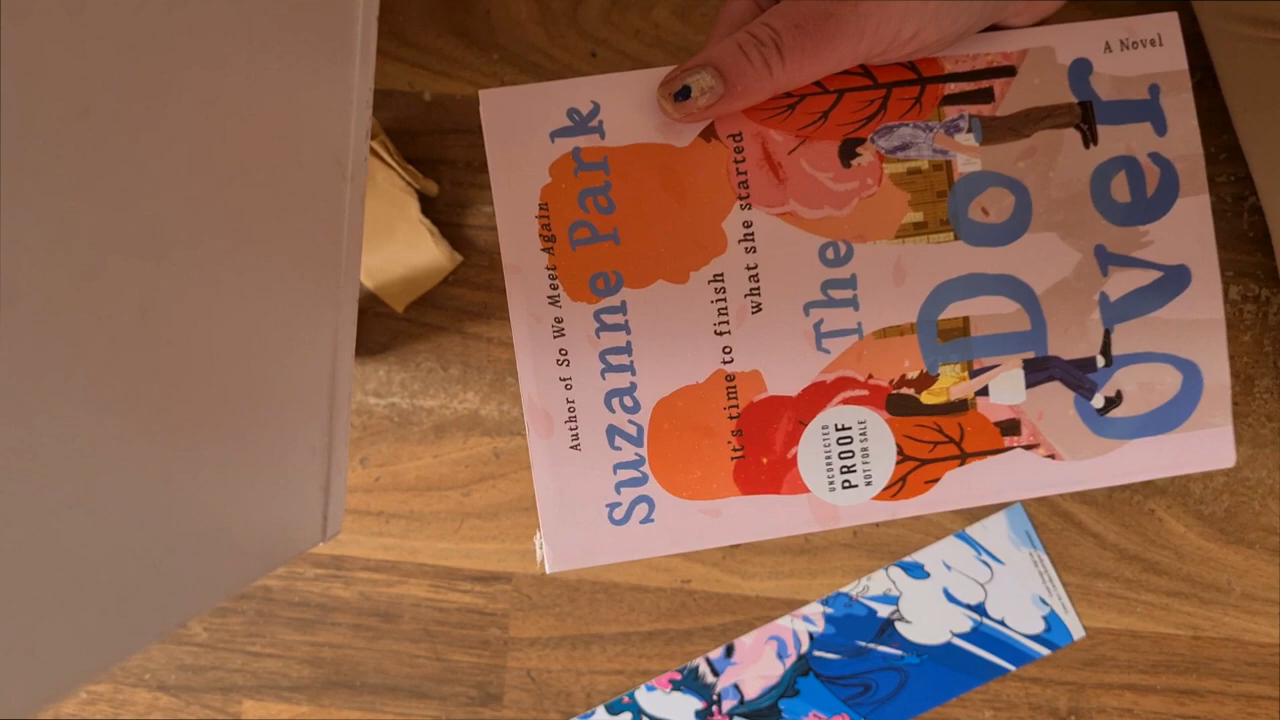 Author of So We Meet Again
Suzanne Park
It's time to finish
what she started
The
Do
Over
A Novel
UNCORRECTED
PROOF
NOT FOR SALE